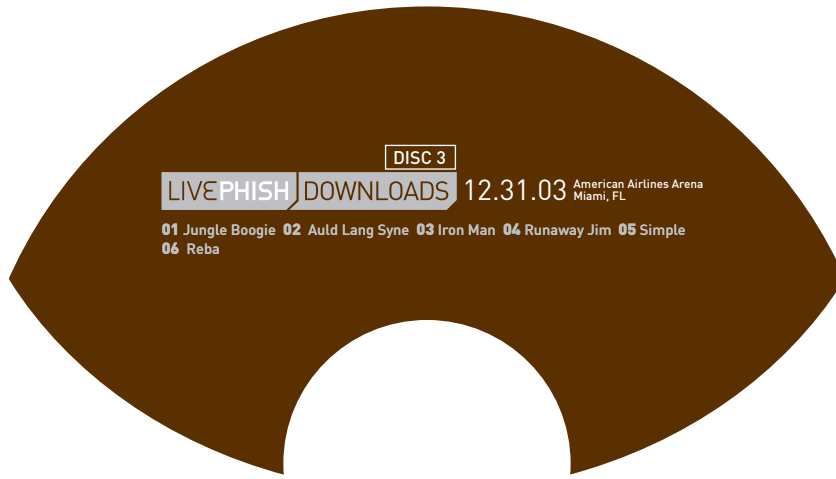 DISC 3
LIVEPHISH DOWNLOADS 12.31.03 American Airlines Arena
Miami, FL
01 Jungle Boogie 02 Auld Lang Syne 03 Iron Man 04 Runaway Jim 05 Simple
06 Reba